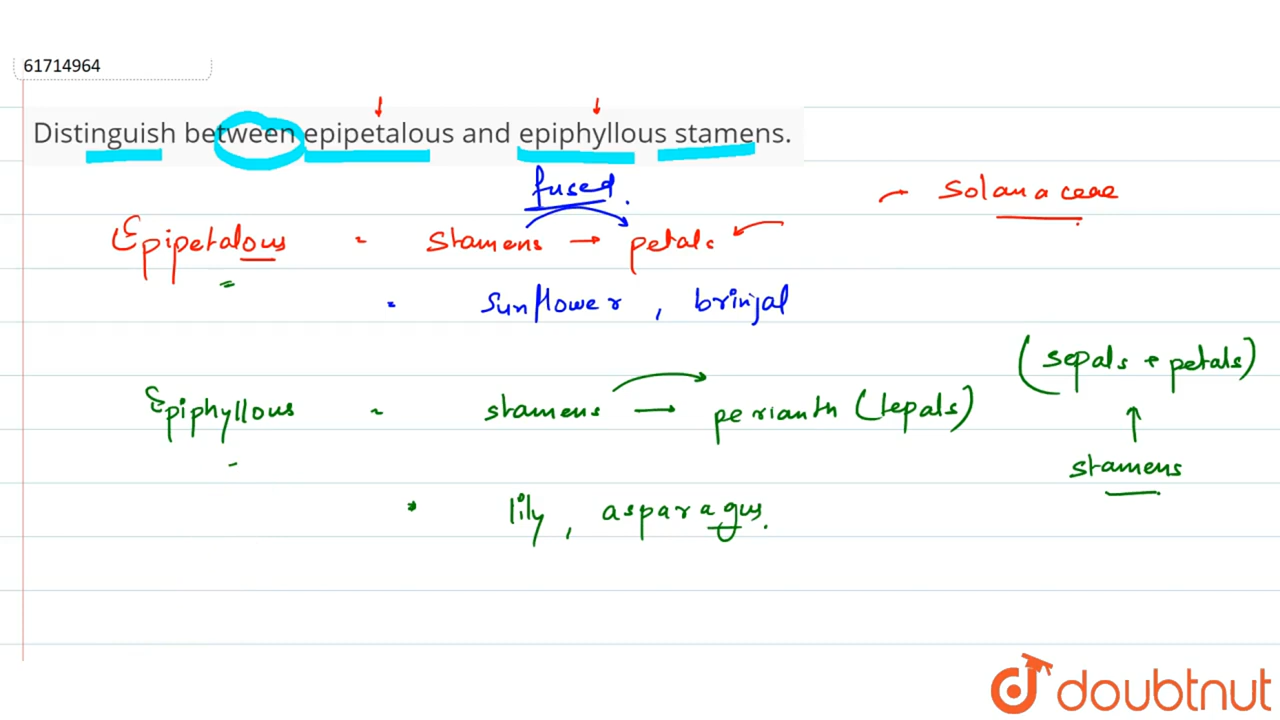 61714964
Distinguish between epipetalous and epiphyllous stamens.
fused.
Solanaceae
Epipetalous = stamens → petals
= Sunflower, brinjal
(sepals + petals)
Epiphyllous = stamens → perianth (tepals)
stamens
lily, asparagus.
doubtnut